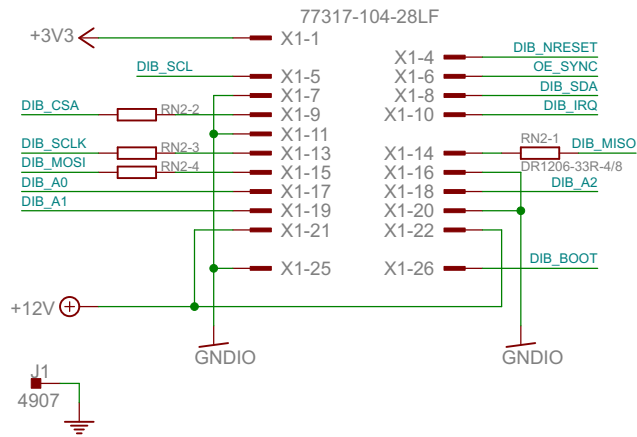 77317-104-28LF
+3V3
X1-1
X1-4
DIB_NRESET
DIB_SCL
X1-5
X1-6
OE_SYNC
X1-7
X1-8
DIB_SDA
DIB_CSA
RN2-2
X1-9
X1-10
DIB_IRQ
X1-11
RN2-1
DIB_SCLK
RN2-3
X1-13
X1-14
DIB_MISO
DIB_MOSI
RN2-4
X1-15
X1-16
DR1206-33R-4/8
DIB_A0
X1-17
X1-18
DIB_A2
DIB_A1
X1-19
X1-20
X1-21
X1-22
X1-25
X1-26
DIB_BOOT
+12V
GNDIO
GNDIO
J1
4907